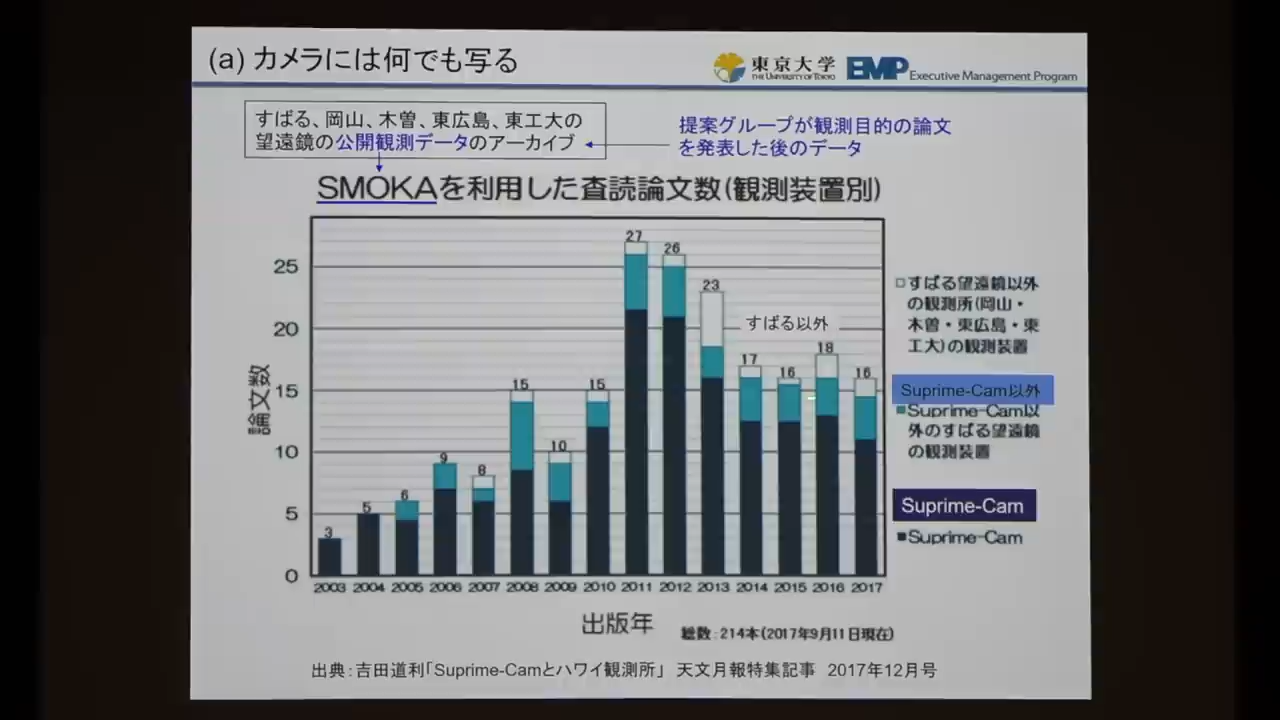 (a) カメラには何でも写る
東京大学
THE UNIVERSITY OF TOKYO
EMP Executive Management Program
すばる、岡山、木曽、東広島、東工大の
望遠鏡の公開観測データのアーカイブ
提案グループが観測目的の論文
を発表した後のデータ
SMOKAを利用した査読論文数(観測装置別)
論文数
25
20
15
10
5
0
3
5
6
9
8
15
10
15
27
26
23
17
16
18
16
すばる以外
2003 2004 2005 2006 2007 2008 2009 2010 2011 2012 2013 2014 2015 2016 2017
出版年
総数:214本(2017年9月11日現在)
すばる望遠鏡以外
の観測所(岡山・
木曽・東広島・東
工大)の観測装置
Suprime-Cam以外
Suprime-Cam以
外のすばる望遠鏡
の観測装置
Suprime-Cam
Suprime-Cam
出典:吉田道利「Suprime-Camとハワイ観測所」 天文月報特集記事 2017年12月号